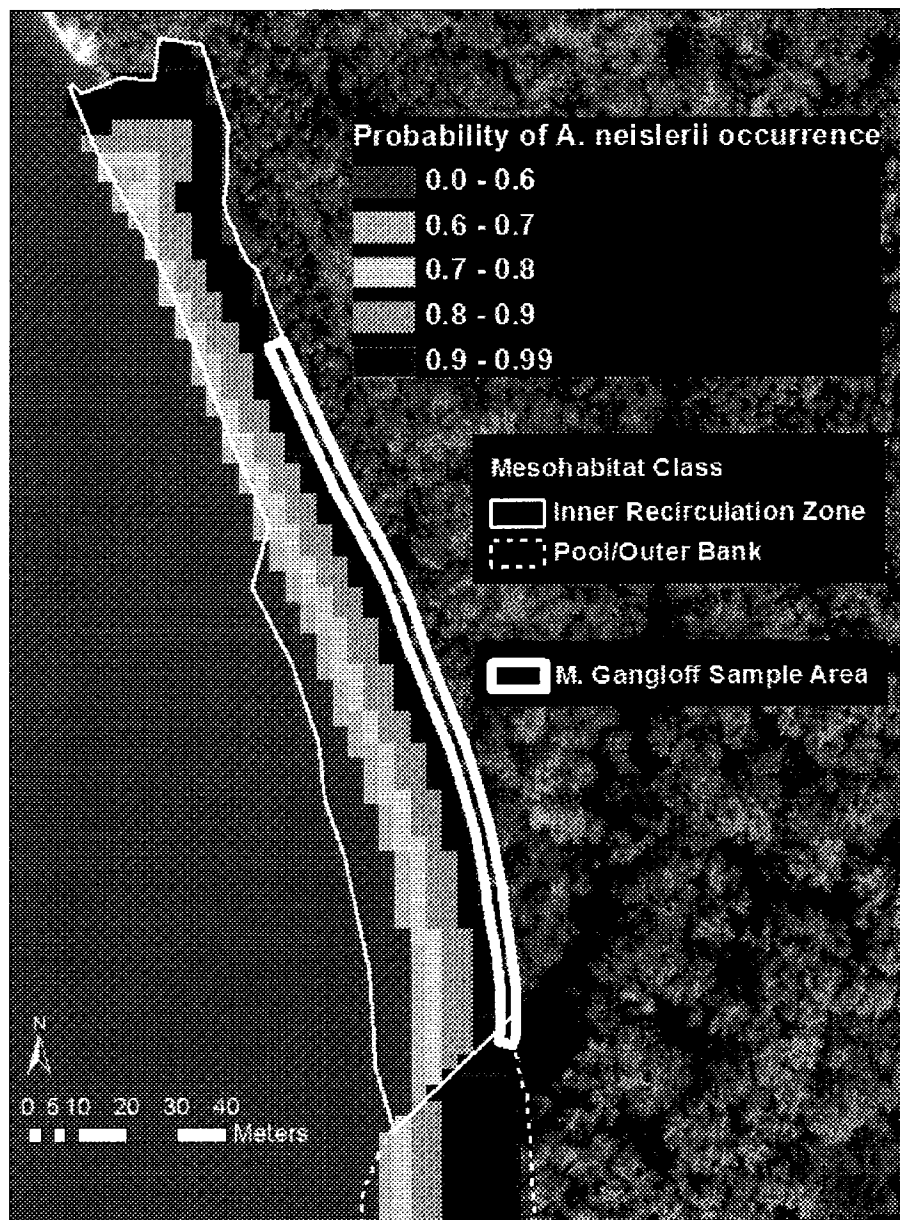 Probability of A. neislerii occurrence
0.0 - 0.6
0.6 - 0.7
0.7 - 0.8
0.8 - 0.9
0.9 - 0.99
Mesohabitat Class
Inner Recirculation Zone
Pool/Outer Bank
M. Gangloff Sample Area
N
0 5 10 20 30 40
Meters